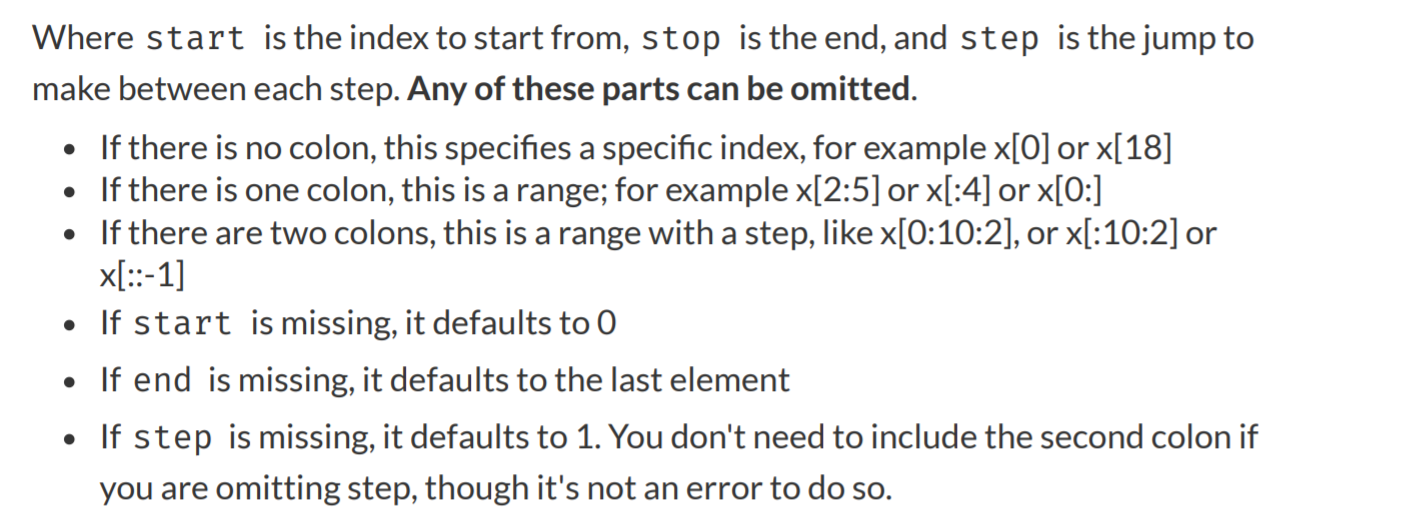 Where start is the index to start from, stop is the end, and step is the jump to
make between each step. Any of these parts can be omitted.
• If there is no colon, this specifies a specific index, for example x[0] or x[18]
• If there is one colon, this is a range; for example x[2:5] or x[:4] or x[0:]
• If there are two colons, this is a range with a step, like x[0:10:2], or x[:10:2] or
x[::-1]
• If start is missing, it defaults to 0
• If end is missing, it defaults to the last element
• If step is missing, it defaults to 1. You don't need to include the second colon if
you are omitting step, though it's not an error to do so.